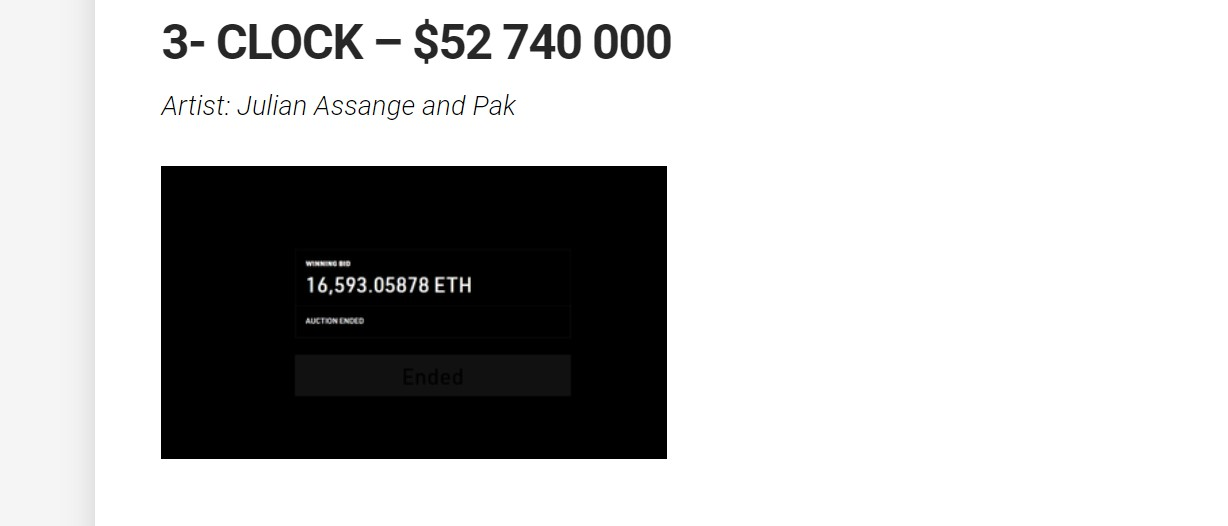 3- CLOCK – $52 740 000
Artist: Julian Assange and Pak
WINNING BID
16,593.05878 ETH
AUCTION ENDED
Ended